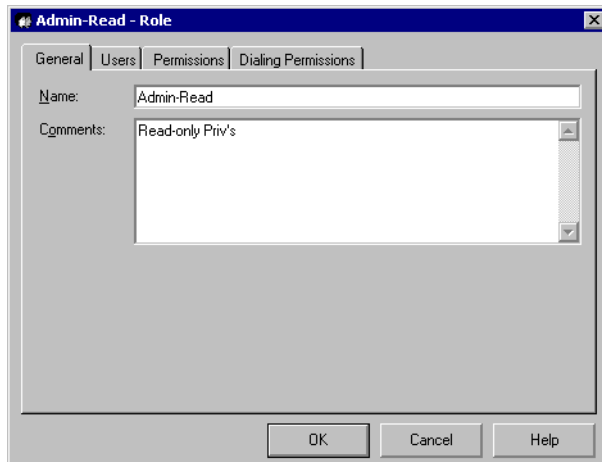 Admin-Read - Role
General Users Permissions Dialing Permissions
Name: Admin-Read
Comments: Read-only Priv's
OK Cancel Help